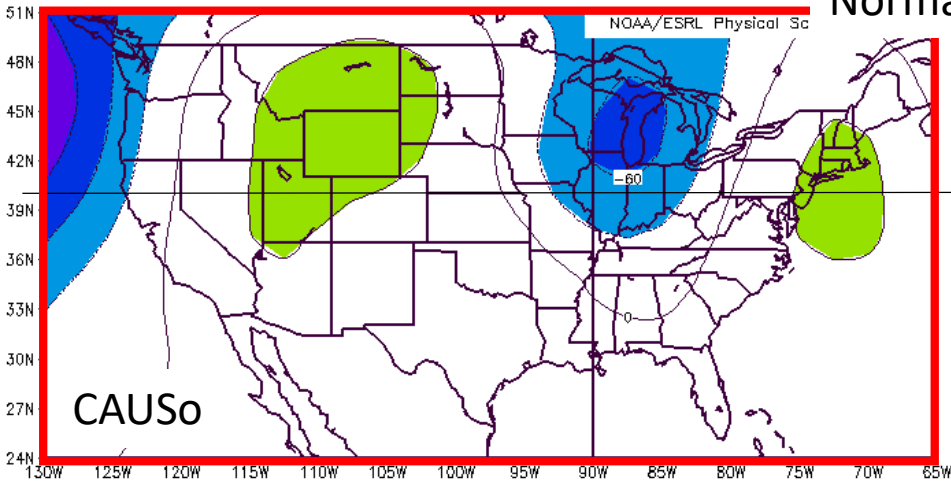 Norma
51N
NOAA/ESRL Physical Sc
48N
45N
42N
-60
39N
36N
33N
0
30N
27N
CAUSo
24N
130W 125W 120W 115W 110W 105W 100W 95W 90W 85W 80W 75W 70W 65W